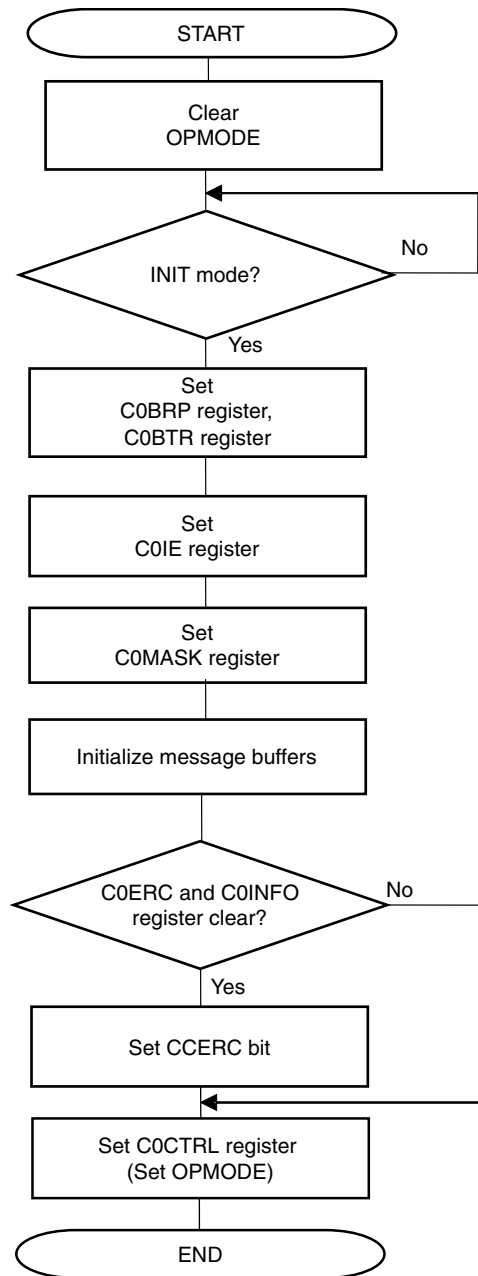 START
Clear
OPMODE
No
INIT mode?
Yes
Set
C0BRP register,
C0BTR register
Set
C0IE register
Set
C0MASK register
Initialize message buffers
C0ERC and C0INFO
register clear?
No
Yes
Set CCERC bit
Set C0CTRL register
(Set OPMODE)
END